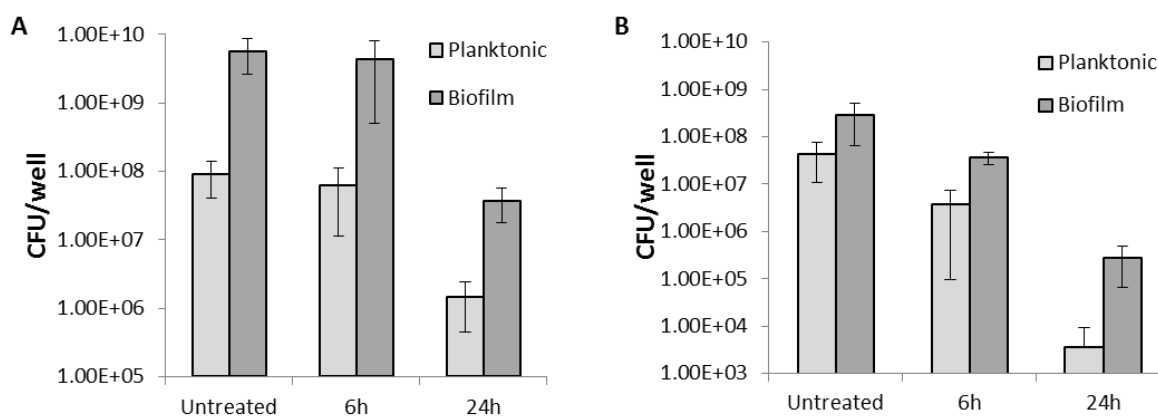 A
CFU/well
1.00E+10
1.00E+09
1.00E+08
1.00E+07
1.00E+06
1.00E+05
Planktonic
Biofilm
Untreated 6h 24h
B
CFU/well
1.00E+10
1.00E+09
1.00E+08
1.00E+07
1.00E+06
1.00E+05
1.00E+04
1.00E+03
Planktonic
Biofilm
Untreated 6h 24h